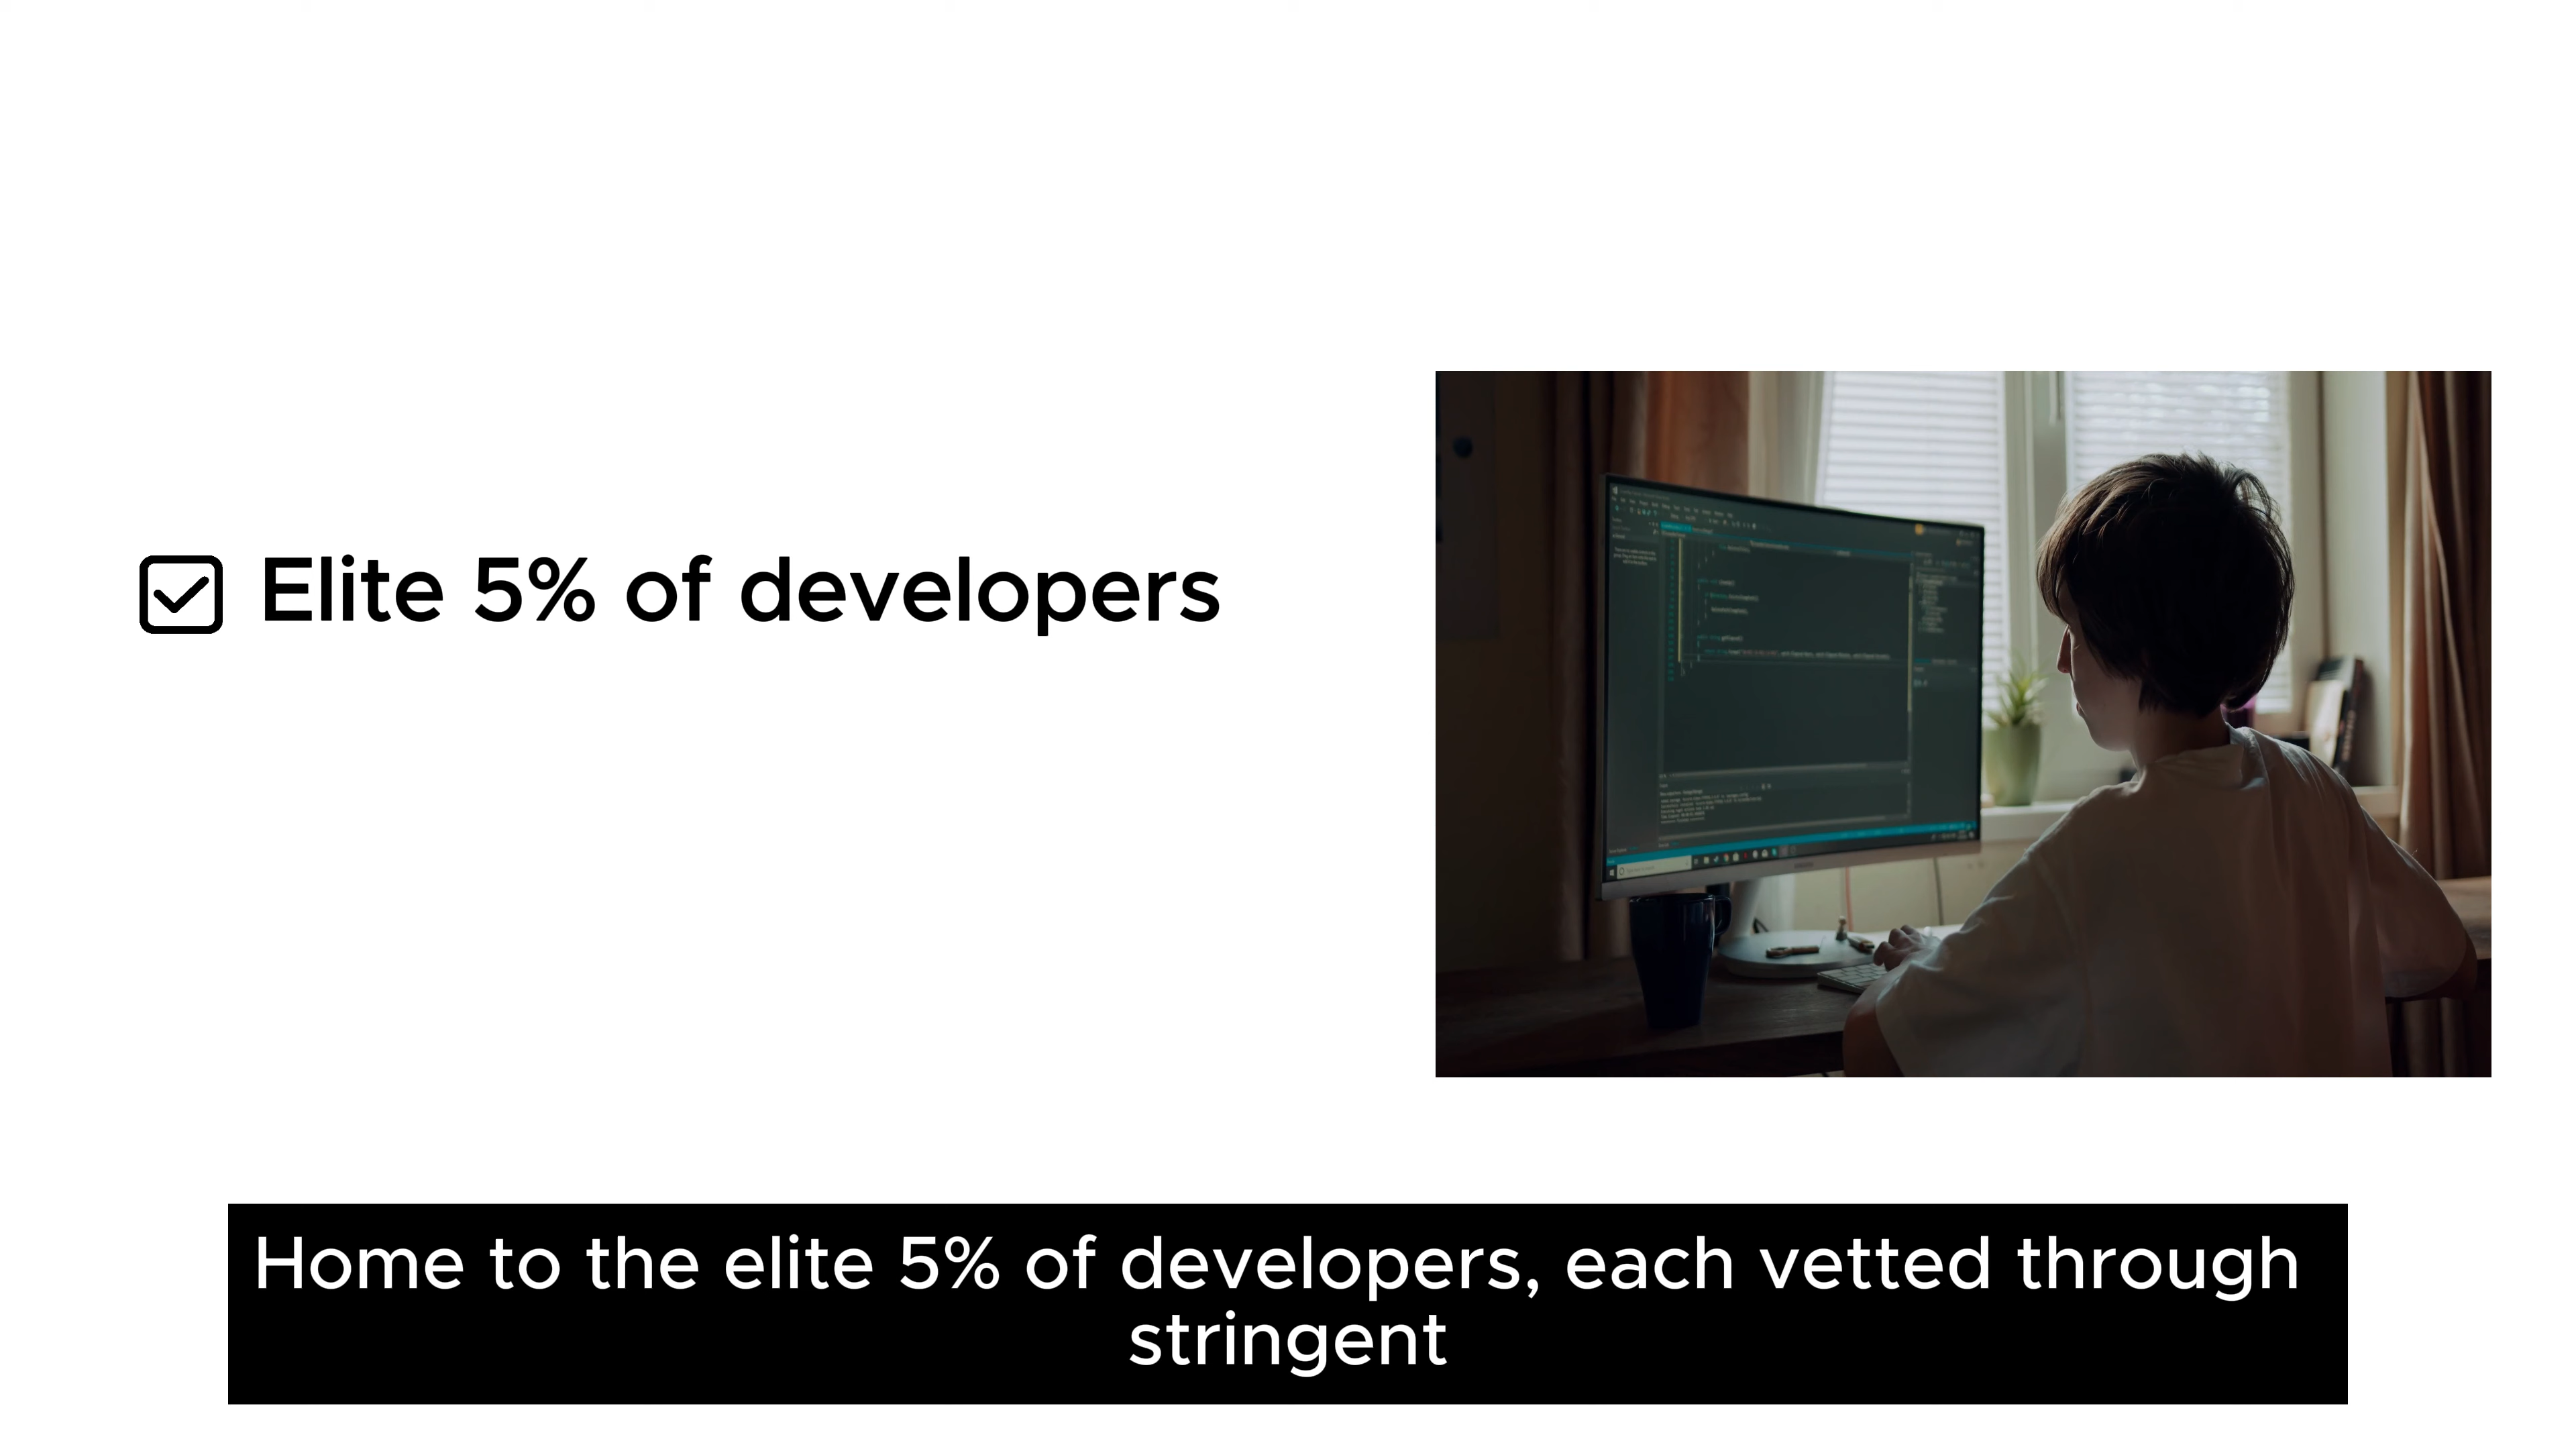 Elite 5% of developers
Home to the elite 5% of developers, each vetted through
stringent